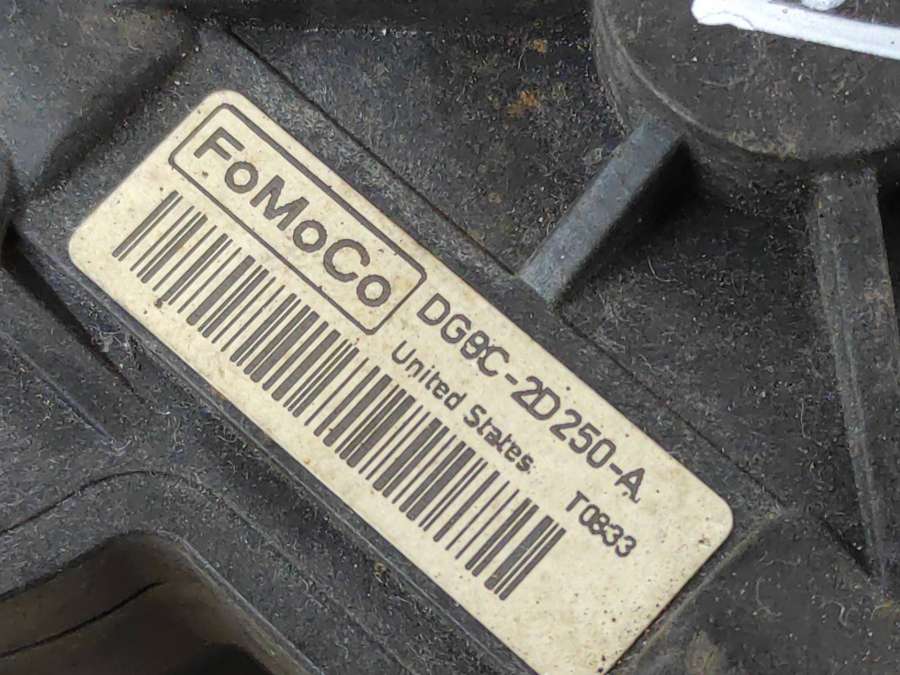 FoMoCo
DG9C-2D250-A
United States
T0833